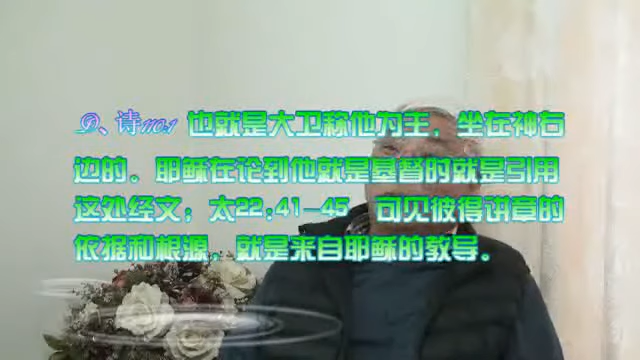 D、诗110:1 也就是大卫称他为主，坐在神右
边的。耶稣在论到他就是基督时就是引用
这处经文；太22:41-45 可见彼得讲章的
依据和根源，就是来自耶稣的教导。